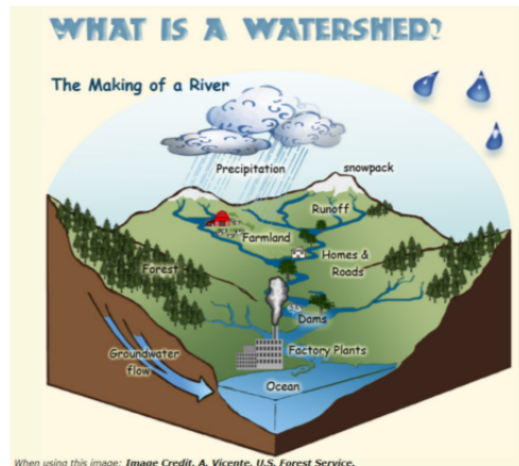 WHAT IS A WATERSHED?
The Making of a River
Precipitation
snowpack
Runoff
Farmland
Homes &
Roads
Forest
Dams
Groundwater
flow
Factory Plants
Ocean
When using this image: Image Credit, A. Vicente, U.S. Forest Service.